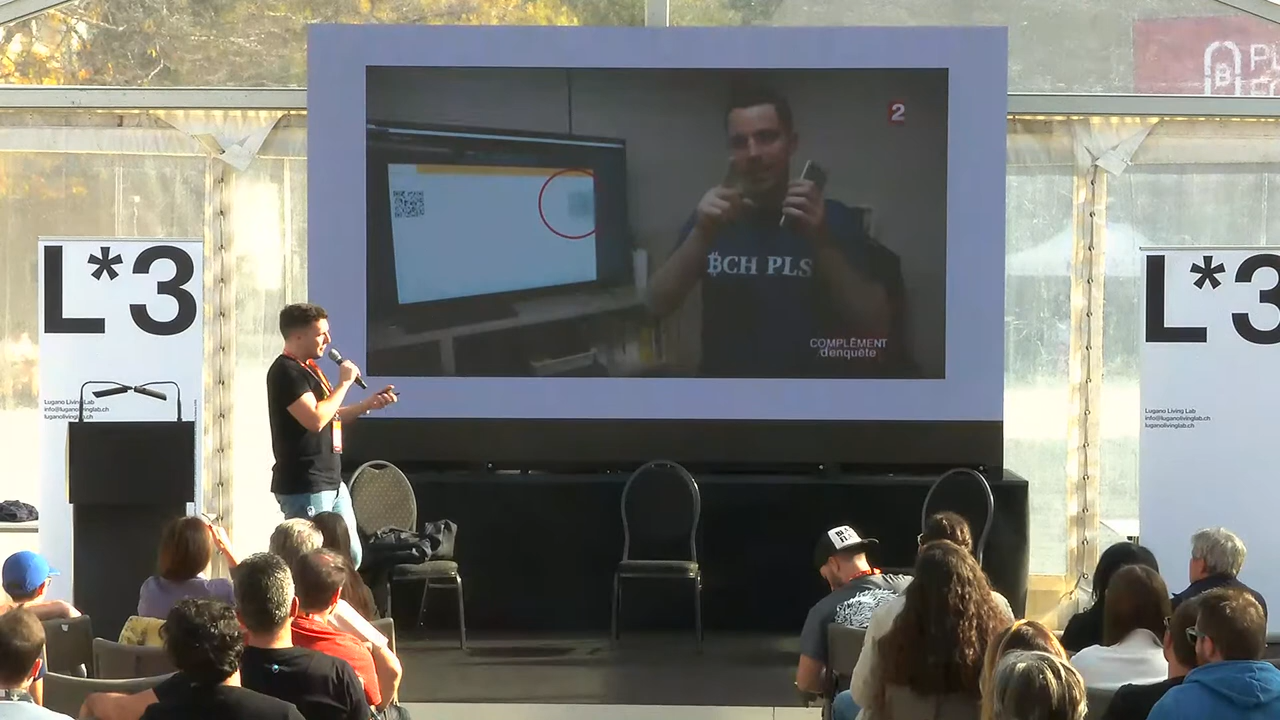 2
₿CH PLS
COMPLÉMENT
d'enquête
L*3
Lugano Living Lab
info@luganolivinglab.ch
luganolivinglab.ch
L*3
Lugano Living Lab
info@luganolivinglab.ch
luganolivinglab.ch